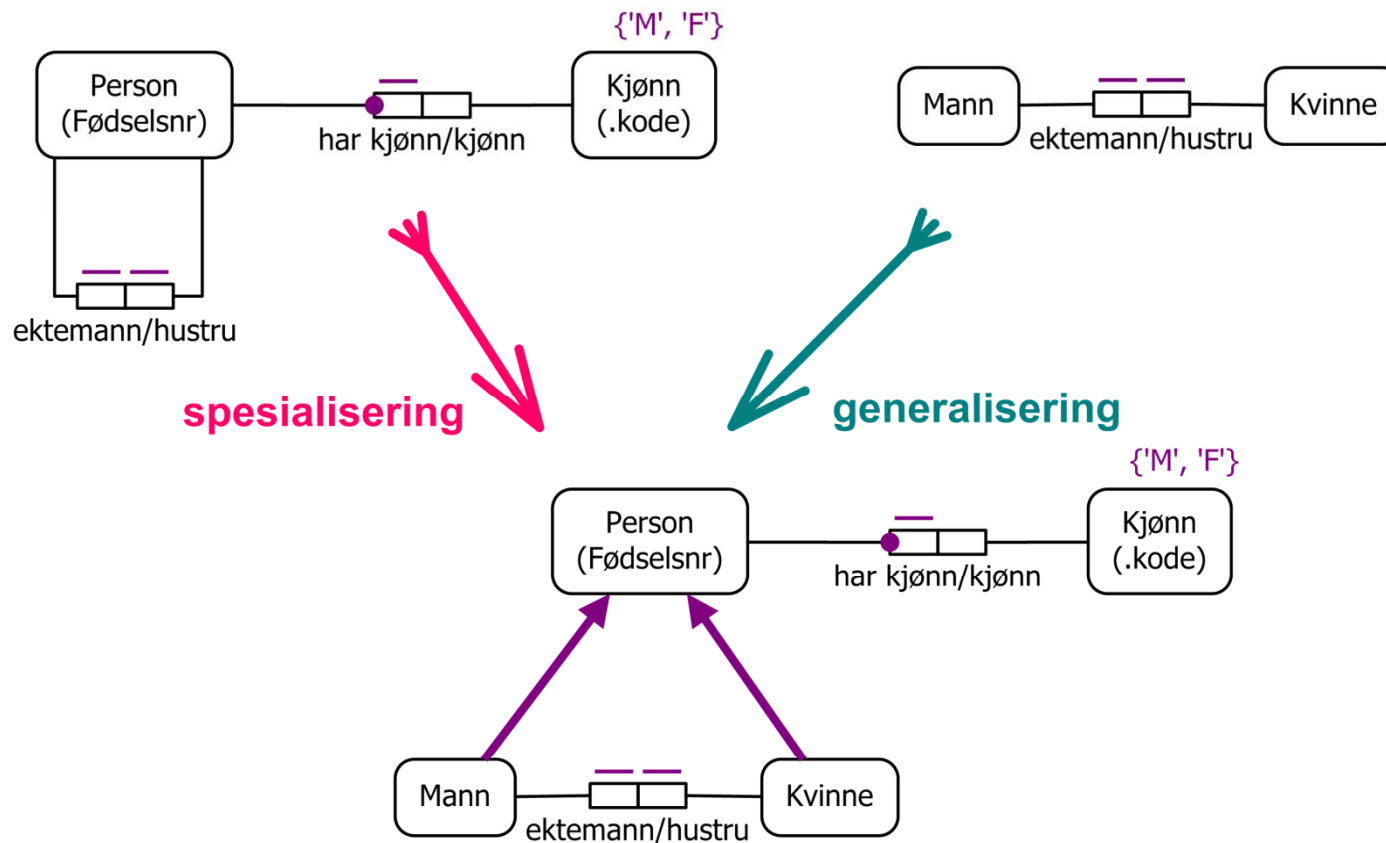 {'M', 'F'}
Person
(Fødselsnr)
har kjønn/kjønn
Kjønn
(.kode)
ektemann/hustru
Mann
ektemann/hustru
Kvinne
spesialisering
generalisering
{'M', 'F'}
Person
(Fødselsnr)
har kjønn/kjønn
Kjønn
(.kode)
Mann
ektemann/hustru
Kvinne